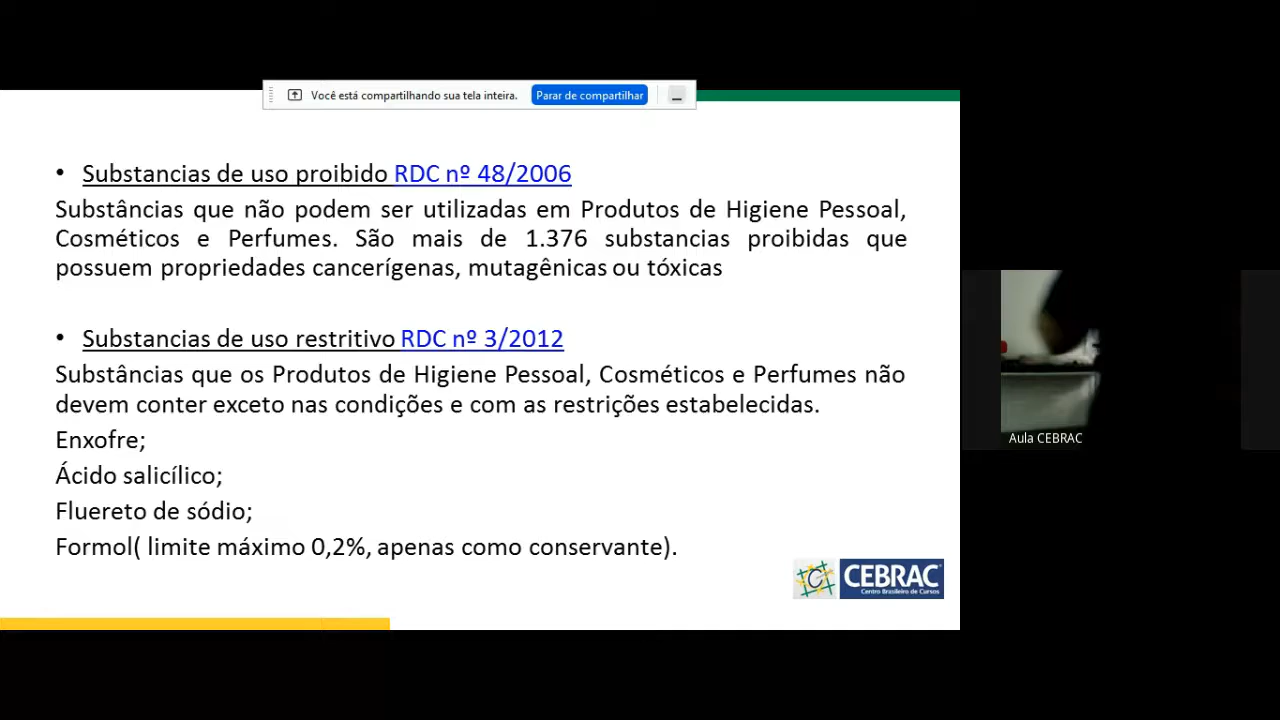 Você está compartilhando sua tela inteira.
Parar de compartilhar
• Substancias de uso proibido RDC nº 48/2006
Substâncias que não podem ser utilizadas em Produtos de Higiene Pessoal,
Cosméticos e Perfumes. São mais de 1.376 substancias proibidas que
possuem propriedades cancerígenas, mutagênicas ou tóxicas
• Substancias de uso restritivo RDC nº 3/2012
Substâncias que os Produtos de Higiene Pessoal, Cosméticos e Perfumes não
devem conter exceto nas condições e com as restrições estabelecidas.
Enxofre;
Ácido salicílico;
Fluereto de sódio;
Formol( limite máximo 0,2%, apenas como conservante).
CEBRAC
Centro Brasileiro de Cursos
Aula CEBRAC